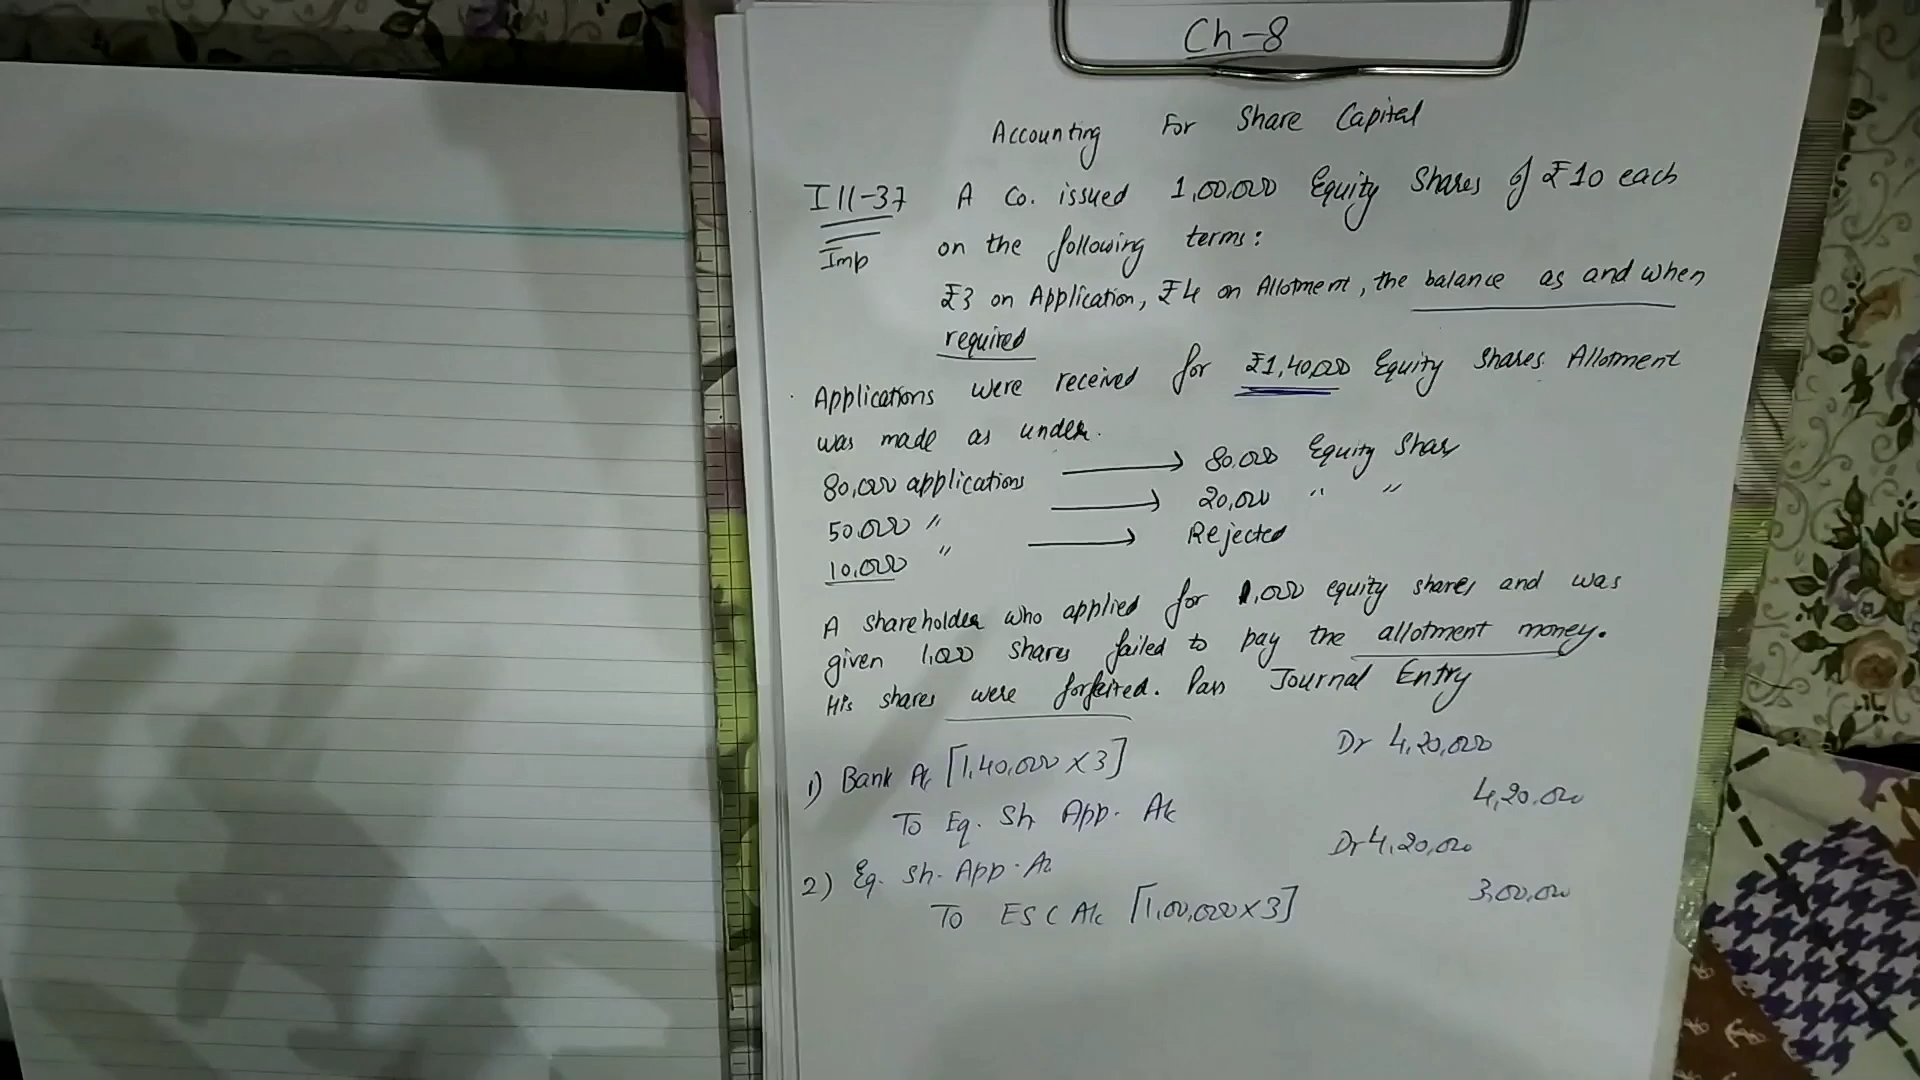 Ch-8
Accounting For Share Capital
Ill-37 A Co. issued 1,00,000 Equity Shares of ₹10 each
Imp on the following terms:
₹3 on Application, ₹4 on Allotment, the balance as and when
required
Applications were received for ₹1,40,000 Equity Shares. Allotment
was made as under.
80,000 applications → 80,000 Equity Shar
50,000 " → 20,000 " "
10,000 " → Rejected
A shareholder who applied for 1,000 equity shares and was
given 1,000 shares failed to pay the allotment money.
His shares were forfeited. Pass Journal Entry
1) Bank A/c [1,40,000 X 3] Dr 4,20,000
To Eq. Sh App. A/c 4,20,000
2) Eq. Sh. App. A/c Dr 4,20,000
To ESC A/c [1,00,000 X 3] 3,00,000